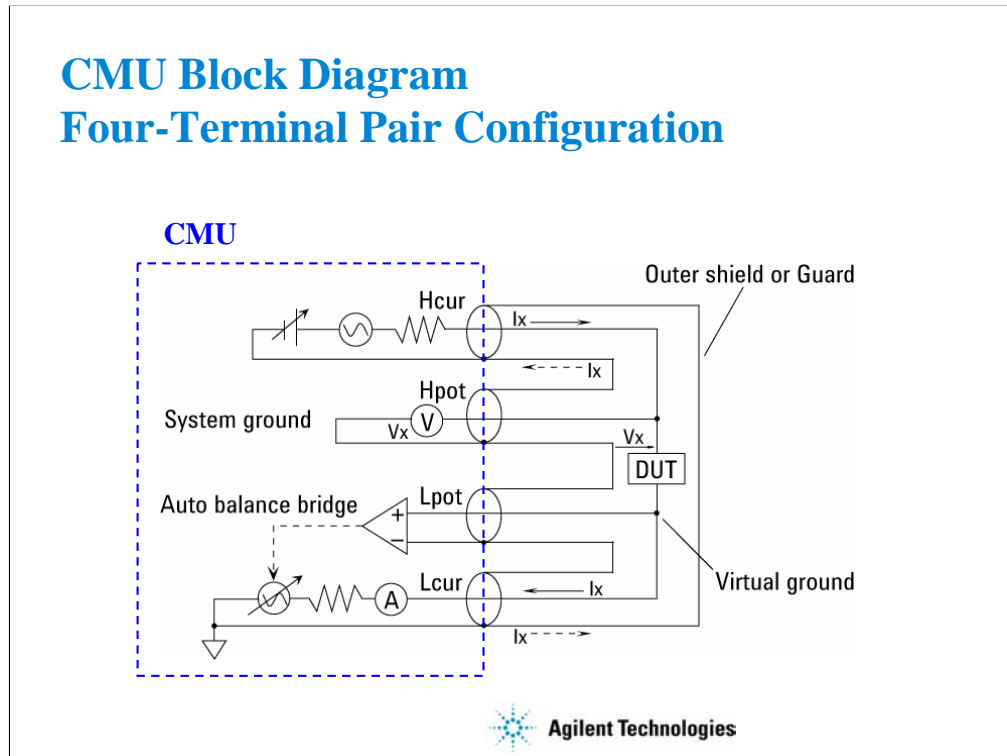 CMU Block Diagram
Four-Terminal Pair Configuration
CMU
Outer shield or Guard
Hcur
Ix
Ix
Hpot
System ground
V
Vx
Vx
DUT
Auto balance bridge
Lpot
+
−
Virtual ground
Lcur
A
Ix
Ix
Agilent Technologies